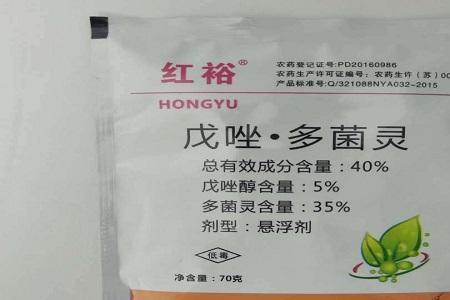 红裕®
HONGYU
农药登记证号:PD20160986
农药生产许可证编号: 农药生许 (苏) 00
产品标准号:Q/321088NYA032-2015
戊唑·多菌灵
总有效成分含量: 40%
戊唑醇含量: 5%
多菌灵含量: 35%
剂型: 悬浮剂
低毒
净含量: 70克